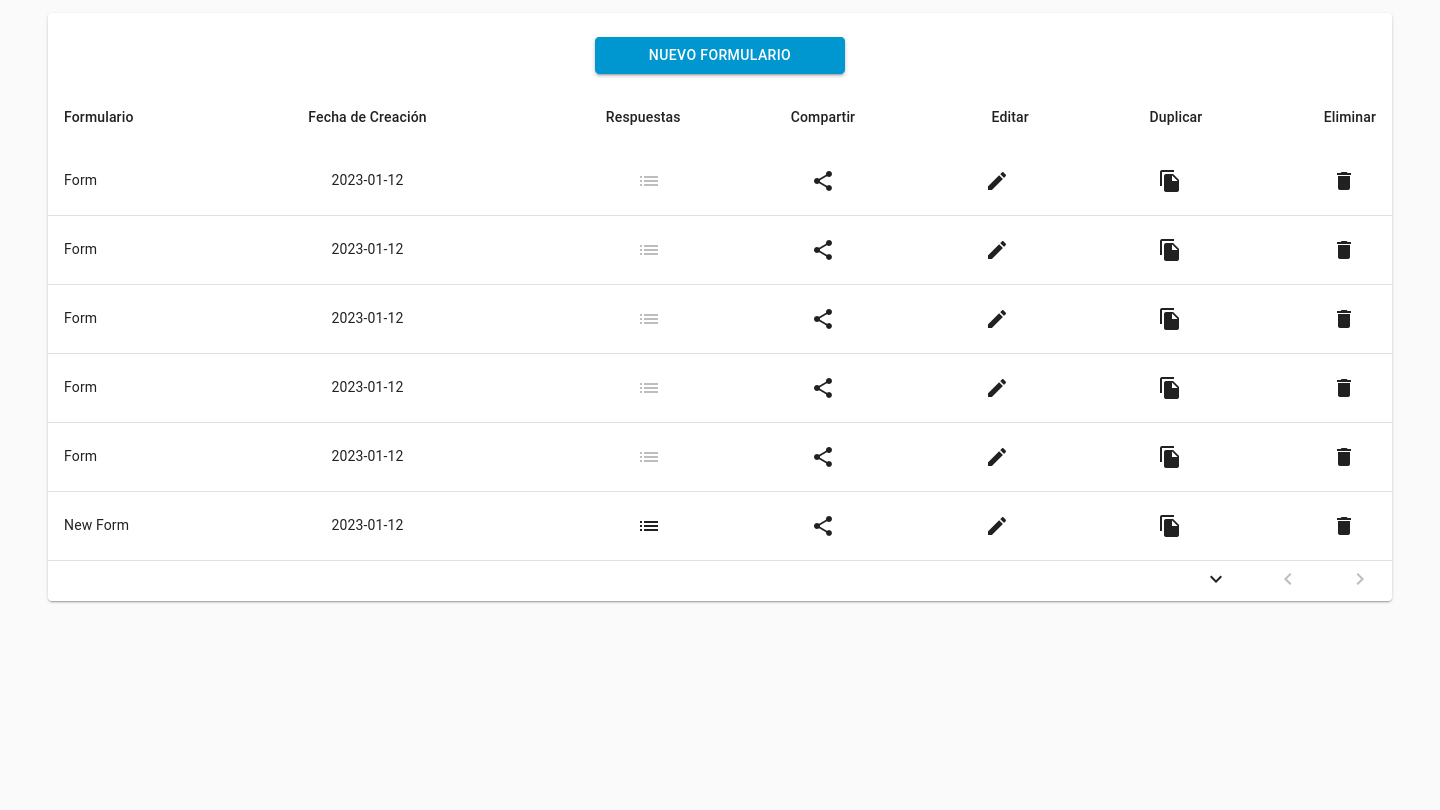 NUEVO FORMULARIO
Formulario Fecha de Creación Respuestas Compartir Editar Duplicar Eliminar
Form 2023-01-12
Form 2023-01-12
Form 2023-01-12
Form 2023-01-12
Form 2023-01-12
New Form 2023-01-12